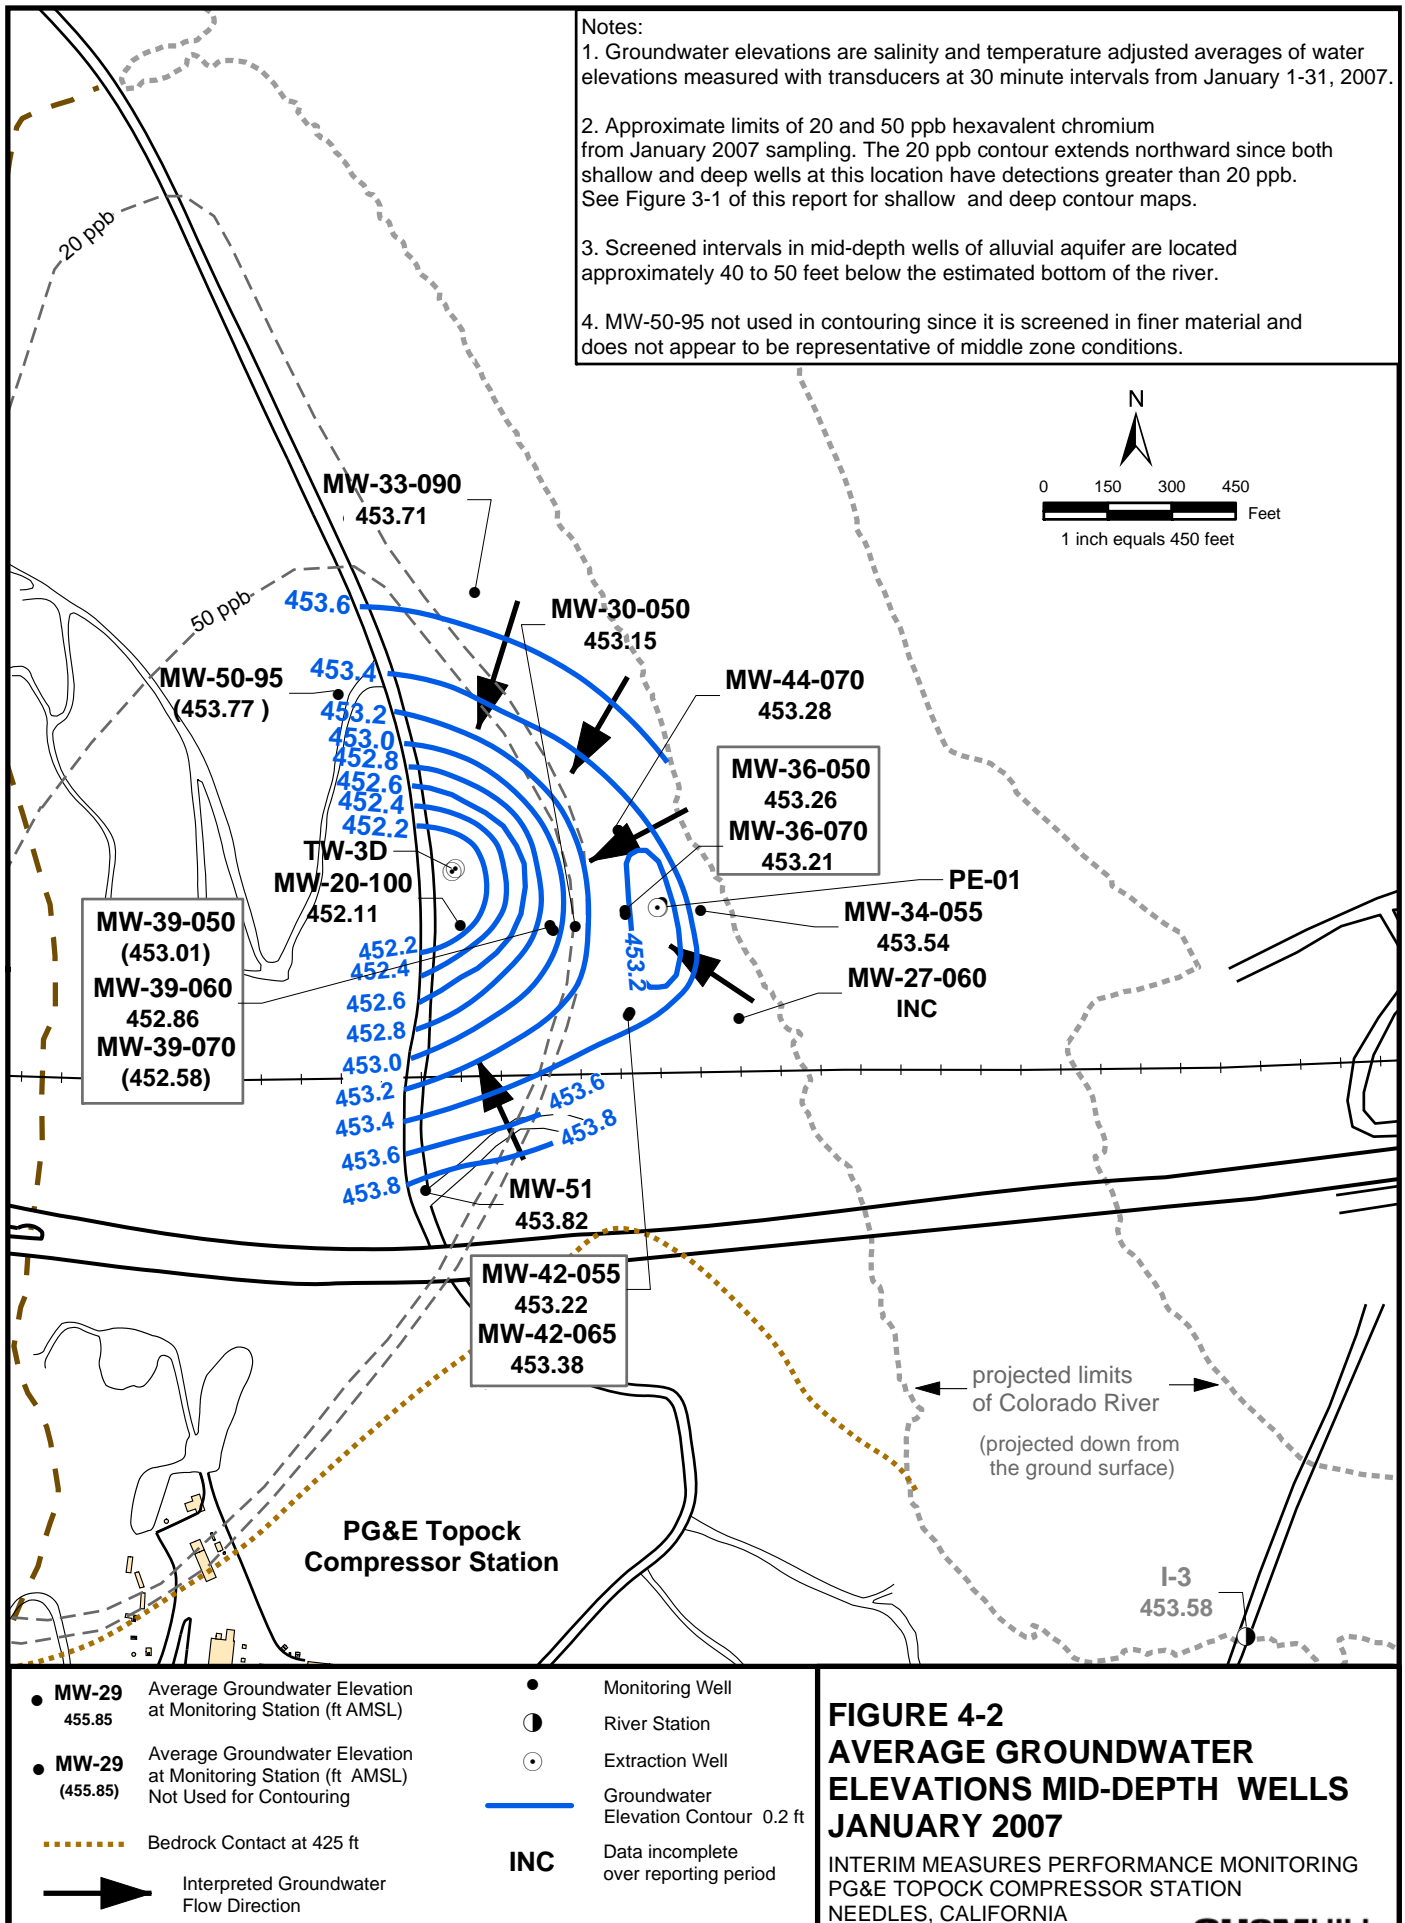 Notes:
1. Groundwater elevations are salinity and temperature adjusted averages of water
elevations measured with transducers at 30 minute intervals from January 1-31, 2007.
2. Approximate limits of 20 and 50 ppb hexavalent chromium
from January 2007 sampling. The 20 ppb contour extends northward since both
shallow and deep wells at this location have detections greater than 20 ppb.
See Figure 3-1 of this report for shallow and deep contour maps.
3. Screened intervals in mid-depth wells of alluvial aquifer are located
approximately 40 to 50 feet below the estimated bottom of the river.
4. MW-50-95 not used in contouring since it is screened in finer material and
does not appear to be representative of middle zone conditions.
20 ppb
N
0 150 300 450
Feet
1 inch equals 450 feet
MW-33-090
453.71
50 ppb
453.6
MW-30-050
453.15
MW-50-95
(453.77 )
453.4
453.2
453.0
452.8
452.6
452.4
452.2
MW-44-070
453.28
MW-36-050
453.26
MW-36-070
453.21
TW-3D
MW-20-100
452.11
PE-01
MW-34-055
453.54
MW-27-060
INC
453.2
MW-39-050
(453.01)
MW-39-060
452.86
MW-39-070
(452.58)
452.2
452.4
452.6
452.8
453.0
453.2
453.4
453.6
453.8
453.6
453.8
MW-51
453.82
MW-42-055
453.22
MW-42-065
453.38
projected limits
of Colorado River
(projected down from
the ground surface)
PG&E Topock
Compressor Station
I-3
453.58
MW-29
455.85
Average Groundwater Elevation
at Monitoring Station (ft AMSL)
MW-29
(455.85)
Average Groundwater Elevation
at Monitoring Station (ft AMSL)
Not Used for Contouring
Bedrock Contact at 425 ft
Interpreted Groundwater
Flow Direction
Monitoring Well
River Station
Extraction Well
Groundwater
Elevation Contour 0.2 ft
INC
Data incomplete
over reporting period
FIGURE 4-2
AVERAGE GROUNDWATER
ELEVATIONS MID-DEPTH WELLS
JANUARY 2007
INTERIM MEASURES PERFORMANCE MONITORING
PG&E TOPOCK COMPRESSOR STATION
NEEDLES, CALIFORNIA